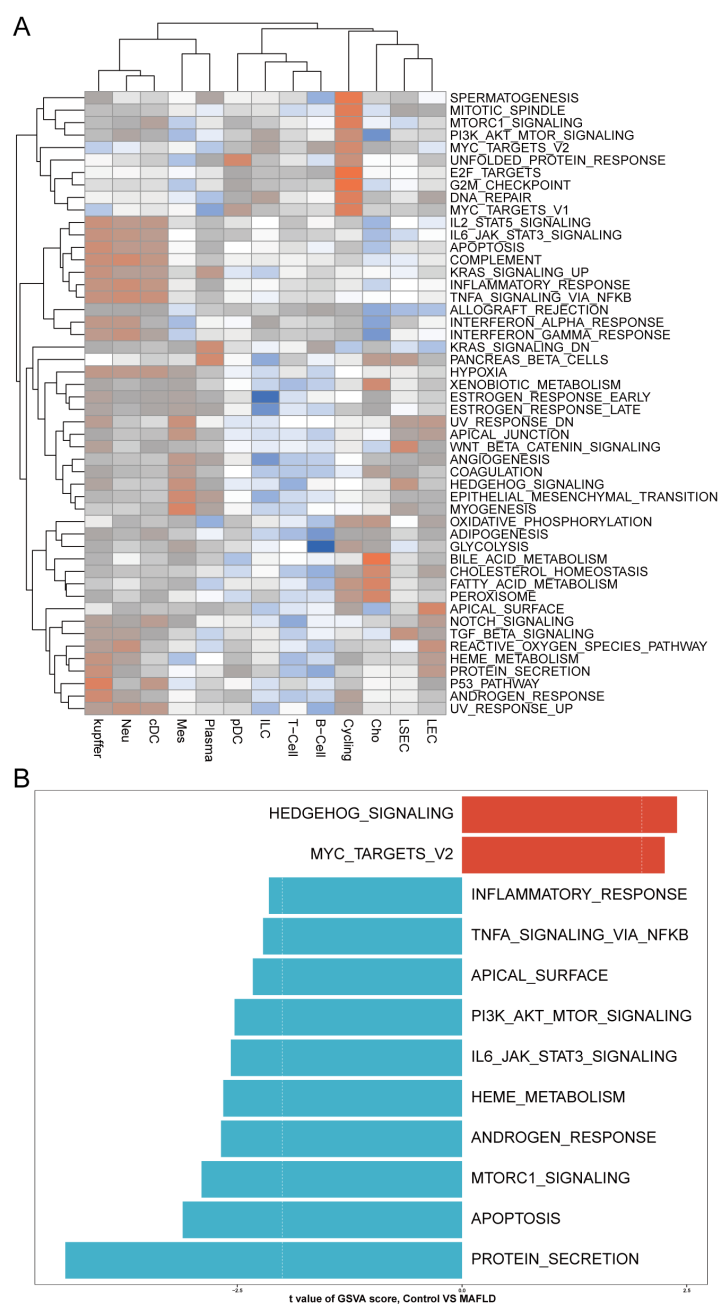 A
SPERMATOGENESIS
MITOTIC_SPINDLE
MTORC1_SIGNALING
PI3K_AKT_MTOR_SIGNALING
MYC_TARGETS_V2
UNFOLDED_PROTEIN_RESPONSE
E2F_TARGETS
G2M_CHECKPOINT
DNA_REPAIR
MYC_TARGETS_V1
IL2_STAT5_SIGNALING
IL6_JAK_STAT3_SIGNALING
APOPTOSIS
COMPLEMENT
KRAS_SIGNALING_UP
INFLAMMATORY_RESPONSE
TNFA_SIGNALING_VIA_NFKB
ALLOGRAFT_REJECTION
INTERFERON_ALPHA_RESPONSE
INTERFERON_GAMMA_RESPONSE
KRAS_SIGNALING_DN
PANCREAS_BETA_CELLS
HYPOXIA
XENOBIOTIC_METABOLISM
ESTROGEN_RESPONSE_EARLY
ESTROGEN_RESPONSE_LATE
UV_RESPONSE_DN
APICAL_JUNCTION
WNT_BETA_CATENIN_SIGNALING
ANGIOGENESIS
COAGULATION
HEDGEHOG_SIGNALING
EPITHELIAL_MESENCHYMAL_TRANSITION
MYOGENESIS
OXIDATIVE_PHOSPHORYLATION
ADIPOGENESIS
GLYCOLYSIS
BILE_ACID_METABOLISM
CHOLESTEROL_HOMEOSTASIS
FATTY_ACID_METABOLISM
PEROXISOME
APICAL_SURFACE
NOTCH_SIGNALING
TGF_BETA_SIGNALING
REACTIVE_OXYGEN_SPECIES_PATHWAY
HEME_METABOLISM
PROTEIN_SECRETION
P53_PATHWAY
ANDROGEN_RESPONSE
UV_RESPONSE_UP
kupffer Neu cDC Mes Plasma pDC ILC T−Cell B−Cell Cycling Cho LSEC LEC
B
HEDGEHOG_SIGNALING
MYC_TARGETS_V2
INFLAMMATORY_RESPONSE
TNFA_SIGNALING_VIA_NFKB
APICAL_SURFACE
PI3K_AKT_MTOR_SIGNALING
IL6_JAK_STAT3_SIGNALING
HEME_METABOLISM
ANDROGEN_RESPONSE
MTORC1_SIGNALING
APOPTOSIS
PROTEIN_SECRETION
−2.5 0.0 2.5
t value of GSVA score, Control VS MAFLD